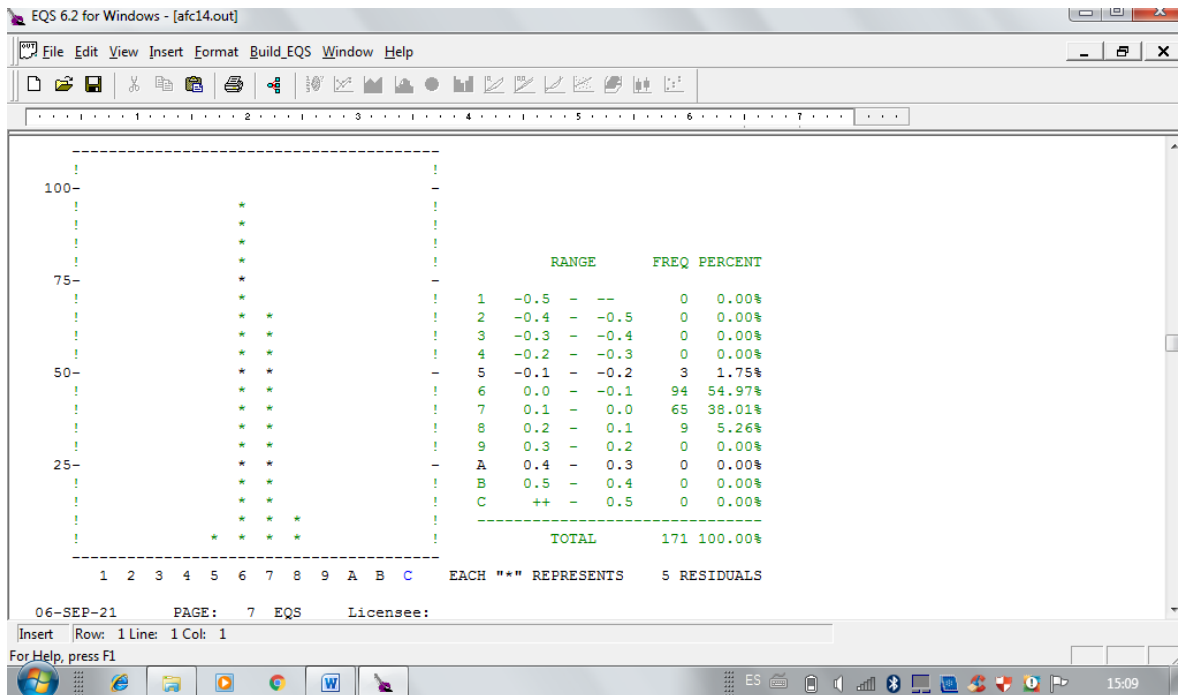 EQS 6.2 for Windows - [afc14.out]
File Edit View Insert Format Build_EQS Window Help
1 2 3 4 5 6 7
----------------------------------------
! !
100- -
! * !
! * !
! * !
! * ! RANGE FREQ PERCENT
75- * -
! * ! 1 -0.5 - -- 0 0.00%
! * * ! 2 -0.4 - -0.5 0 0.00%
! * * ! 3 -0.3 - -0.4 0 0.00%
! * * ! 4 -0.2 - -0.3 0 0.00%
50- * * - 5 -0.1 - -0.2 3 1.75%
! * * ! 6 0.0 - -0.1 94 54.97%
! * * ! 7 0.1 - 0.0 65 38.01%
! * * ! 8 0.2 - 0.1 9 5.26%
! * * ! 9 0.3 - 0.2 0 0.00%
25- * * - A 0.4 - 0.3 0 0.00%
! * * ! B 0.5 - 0.4 0 0.00%
! * * ! C ++ - 0.5 0 0.00%
! * * * ! -------------------------------
! * * * * ! TOTAL 171 100.00%
----------------------------------------
1 2 3 4 5 6 7 8 9 A B C EACH "*" REPRESENTS 5 RESIDUALS
06-SEP-21 PAGE: 7 EQS Licensee:
Insert Row: 1 Line: 1 Col: 1
For Help, press F1
ES 15:09